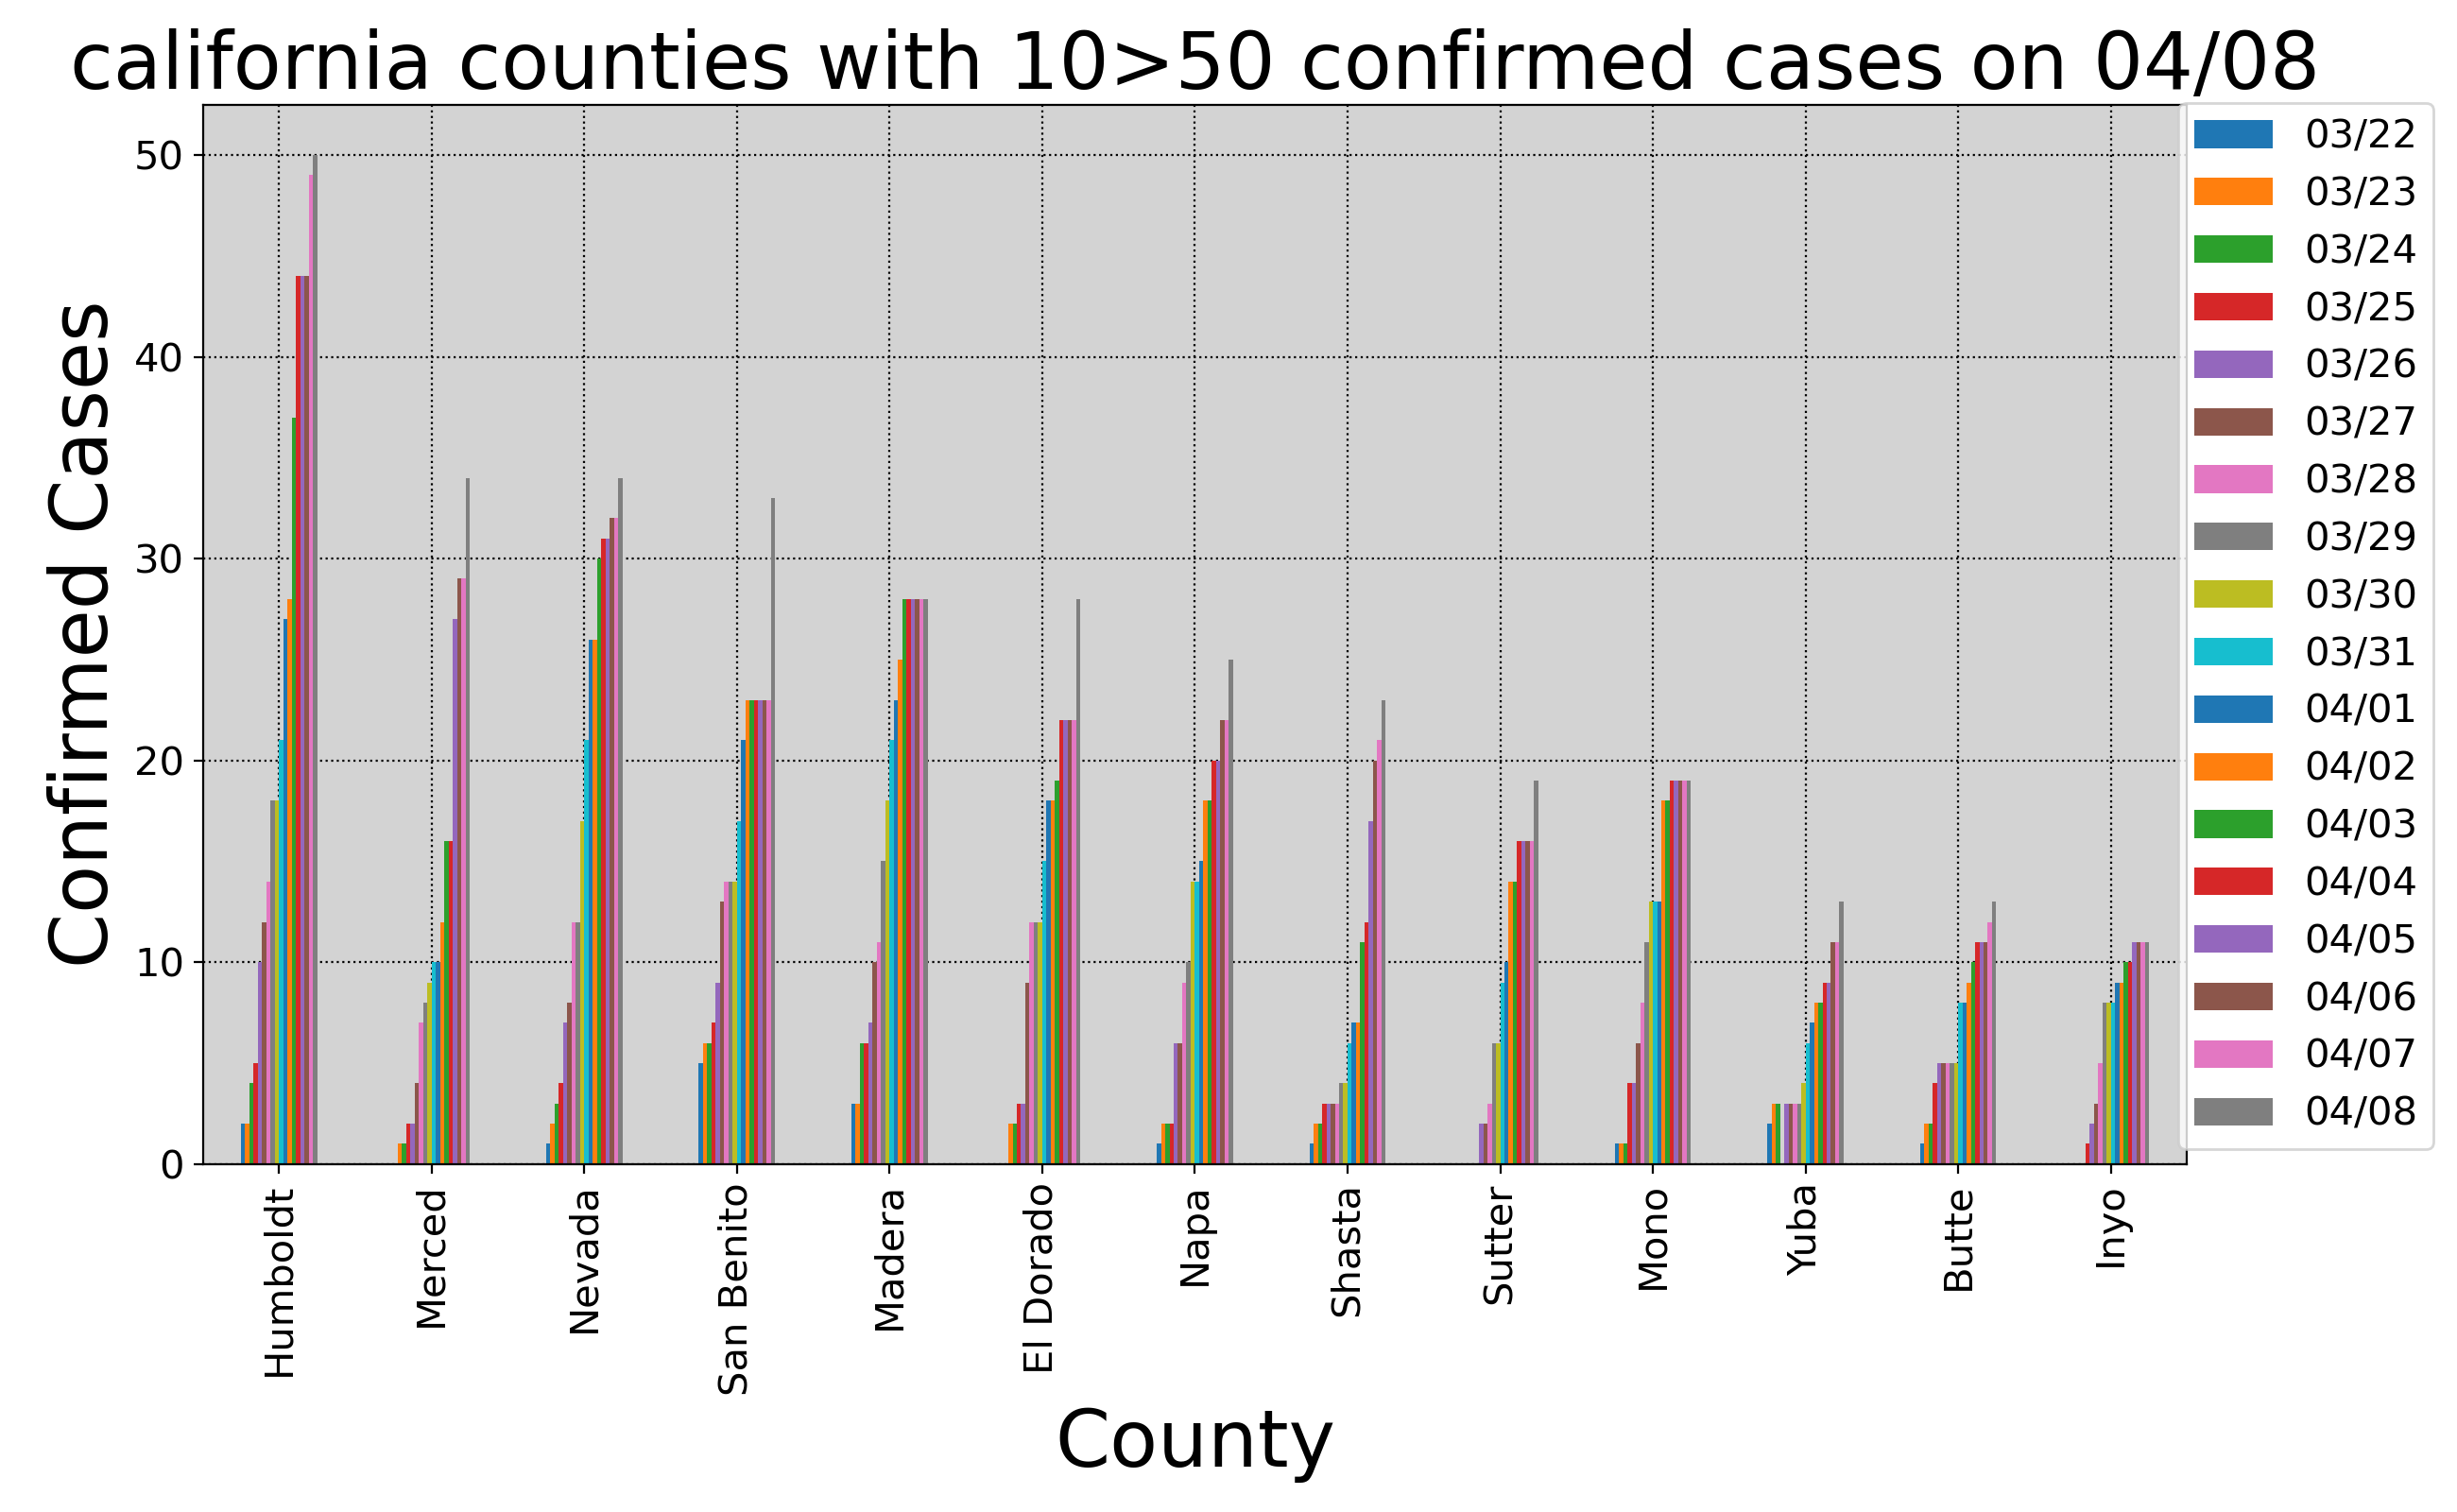 california counties with 10>50 confirmed cases on 04/08
Confirmed Cases
50
40
30
20
10
0
Humboldt
Merced
Nevada
San Benito
Madera
El Dorado
Napa
Shasta
Sutter
Mono
Yuba
Butte
Inyo
County
03/22
03/23
03/24
03/25
03/26
03/27
03/28
03/29
03/30
03/31
04/01
04/02
04/03
04/04
04/05
04/06
04/07
04/08